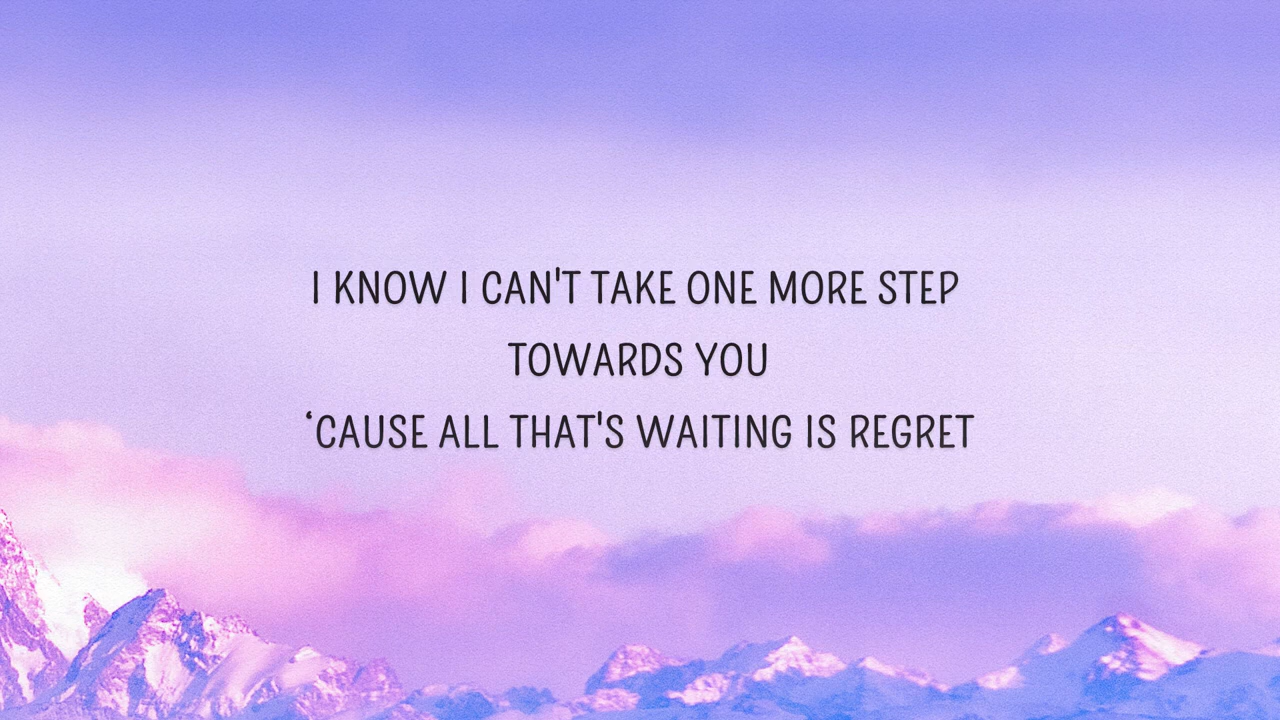 I KNOW I CAN'T TAKE ONE MORE STEP
TOWARDS YOU
‘CAUSE ALL THAT'S WAITING IS REGRET